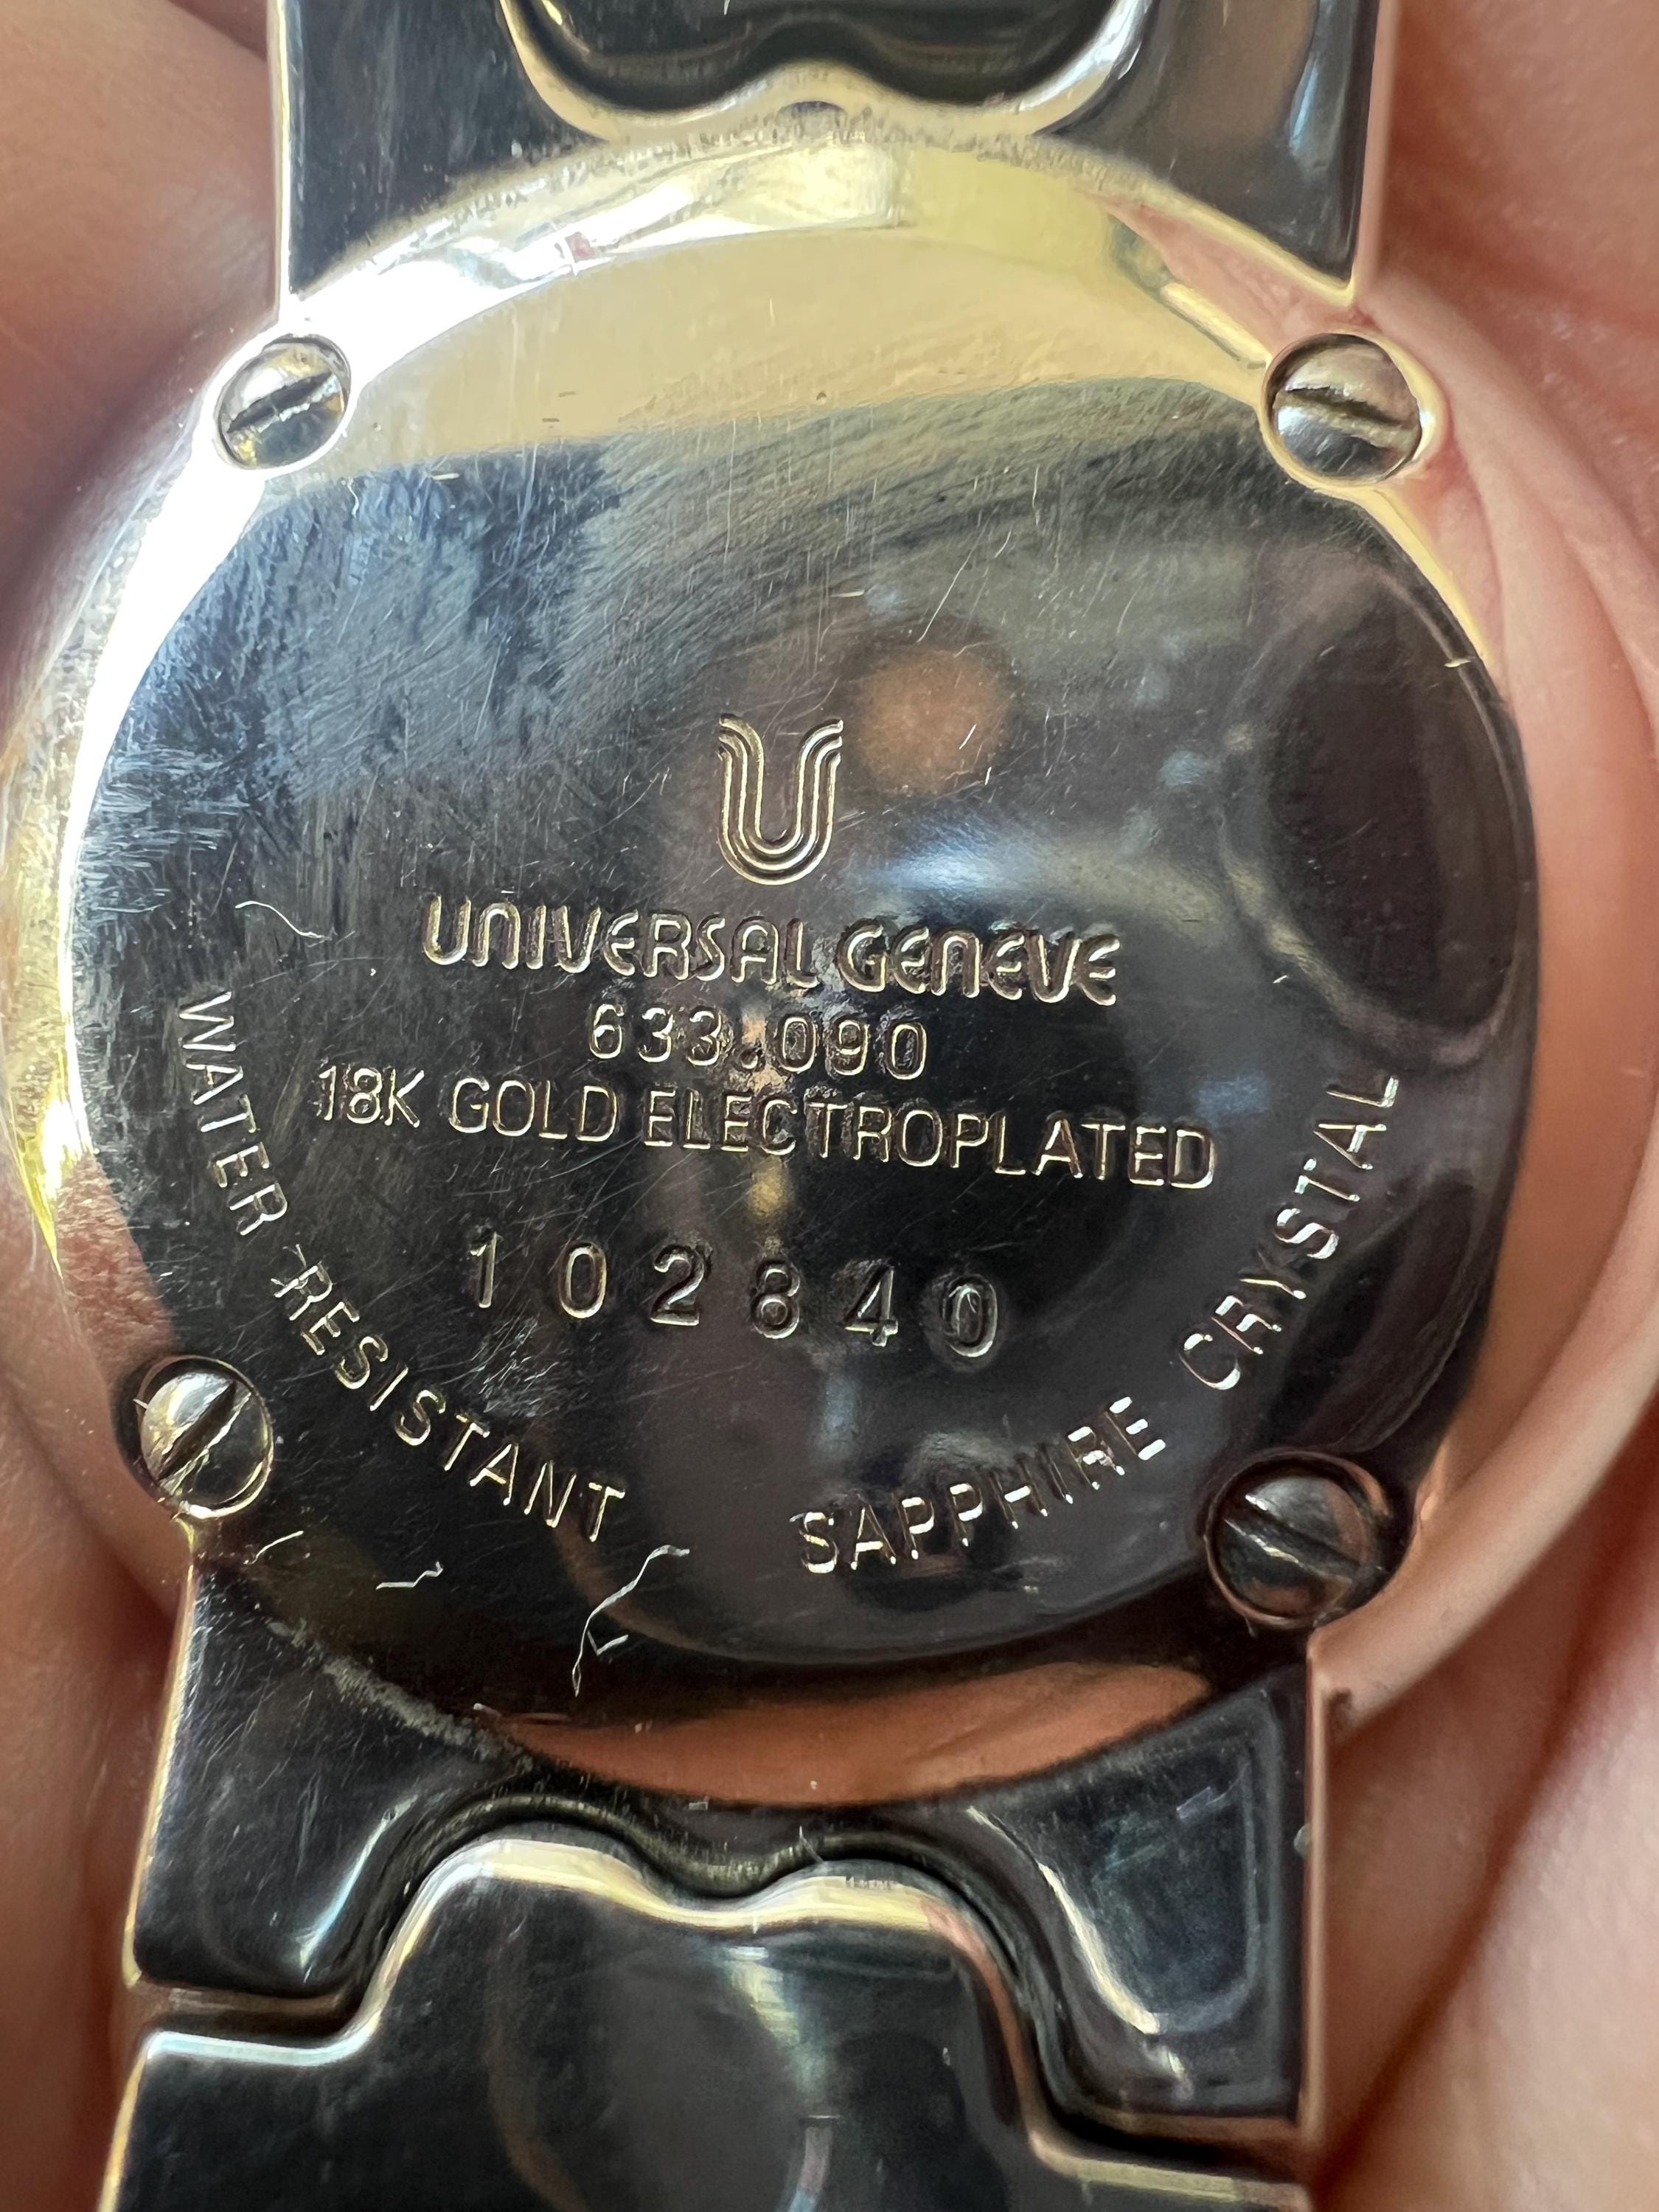 U
UNIVERSAL GENEVE
633.090
18K GOLD ELECTROPLATED
102840
WATER RESISTANT
SAPPHIRE CRYSTAL